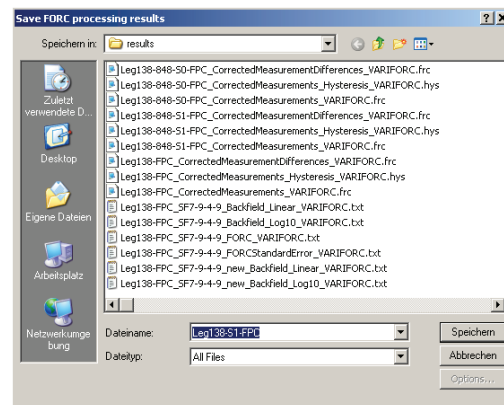 Save FORC processing results
Speichern in:
results
Zuletzt
verwendete D...
Desktop
Eigene Dateien
Arbeitsplatz
Netzwerkumge
bung
Leg138-848-S0-FPC_CorrectedMeasurementDifferences_VARIFORC.frc
Leg138-848-S0-FPC_CorrectedMeasurements_Hysteresis_VARIFORC.hys
Leg138-848-S0-FPC_CorrectedMeasurements_VARIFORC.frc
Leg138-848-S1-FPC_CorrectedMeasurementDifferences_VARIFORC.frc
Leg138-848-S1-FPC_CorrectedMeasurements_Hysteresis_VARIFORC.hys
Leg138-848-S1-FPC_CorrectedMeasurements_VARIFORC.frc
Leg138-FPC_CorrectedMeasurementDifferences_VARIFORC.frc
Leg138-FPC_CorrectedMeasurements_Hysteresis_VARIFORC.hys
Leg138-FPC_CorrectedMeasurements_VARIFORC.frc
Leg138-FPC_SF7-9-4-9_Backfield_Linear_VARIFORC.txt
Leg138-FPC_SF7-9-4-9_Backfield_Log10_VARIFORC.txt
Leg138-FPC_SF7-9-4-9_FORC_VARIFORC.txt
Leg138-FPC_SF7-9-4-9_FORCStandardError_VARIFORC.txt
Leg138-FPC_SF7-9-4-9_new_Backfield_Linear_VARIFORC.txt
Leg138-FPC_SF7-9-4-9_new_Backfield_Log10_VARIFORC.txt
Dateiname:
Leg138-S1-FPC
Speichern
Dateityp:
All Files
Abbrechen
Options...